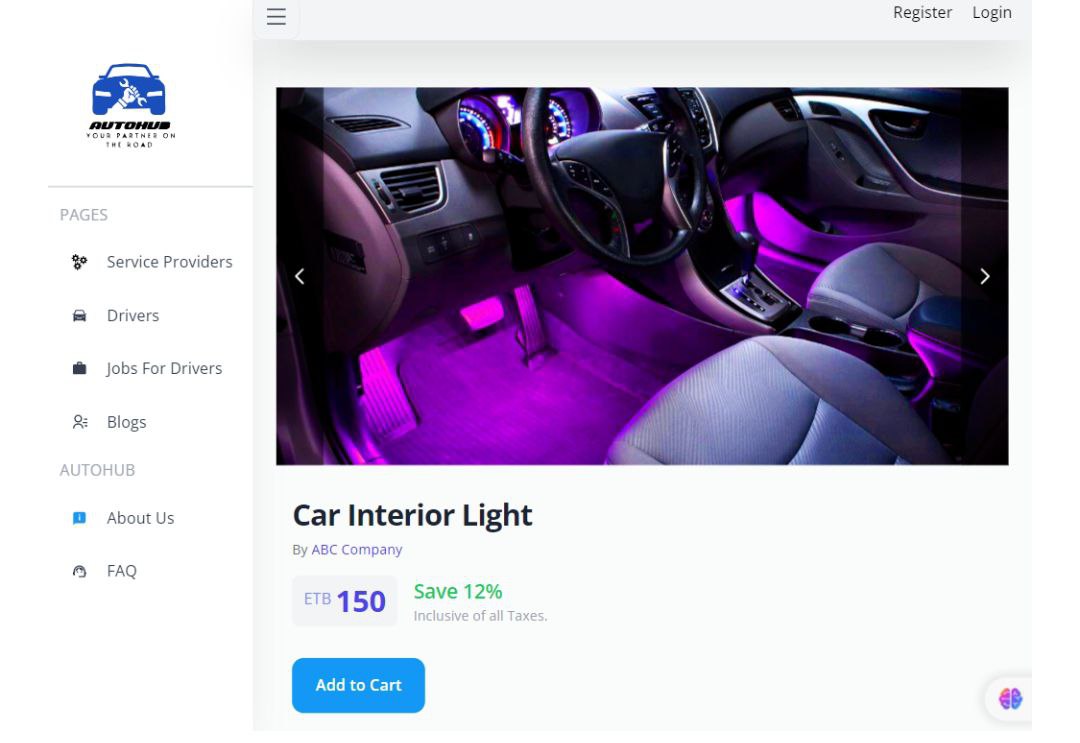 Register Login
AUTOHUB
YOUR PARTNER ON
THE ROAD
PAGES
Service Providers
Drivers
Jobs For Drivers
Blogs
AUTOHUB
About Us
FAQ
Car Interior Light
By ABC Company
ETB 150
Save 12%
Inclusive of all Taxes.
Add to Cart